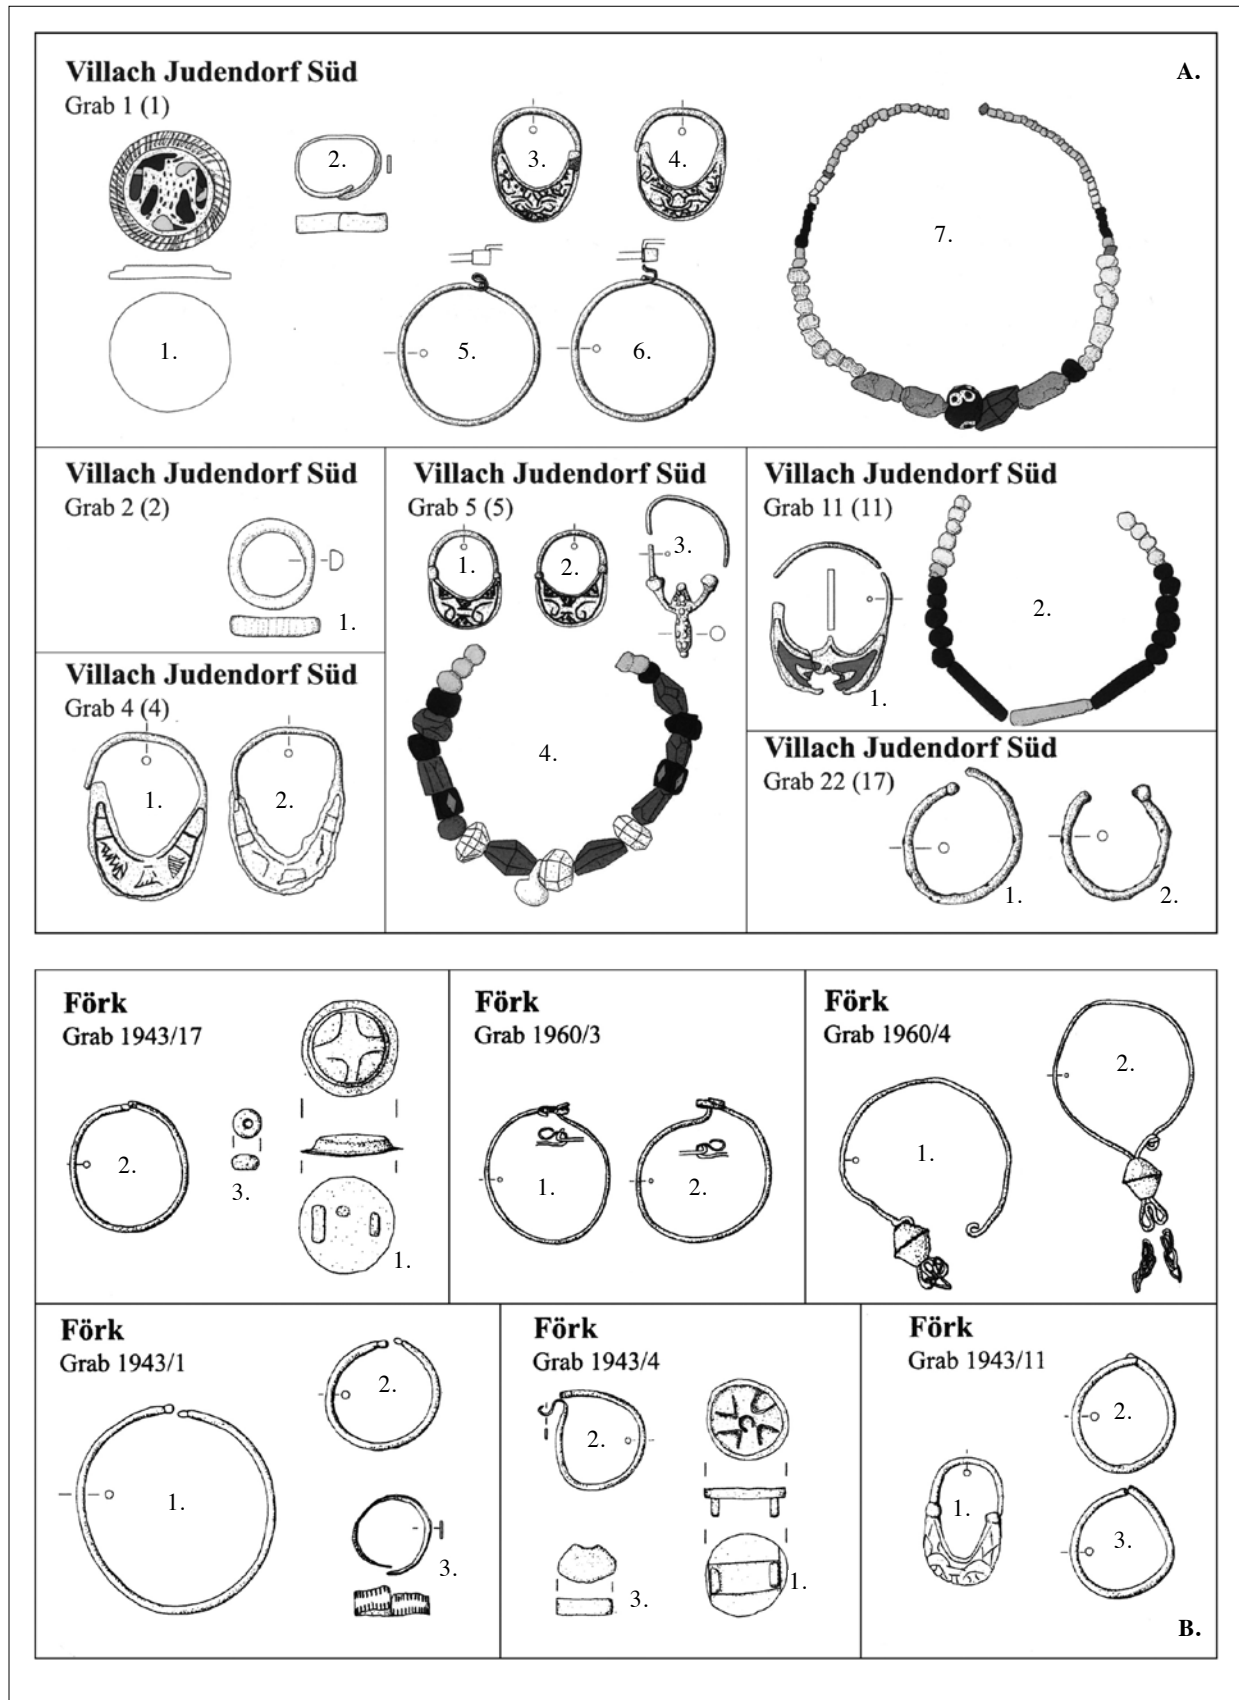 Villach Judendorf Süd
A.
Grab 1 (1)
1.
2.
3.
4.
5.
6.
7.
Villach Judendorf Süd
Grab 2 (2)
1.
Villach Judendorf Süd
Grab 4 (4)
1.
2.
Villach Judendorf Süd
Grab 5 (5)
1.
2.
3.
4.
Villach Judendorf Süd
Grab 11 (11)
1.
2.
Villach Judendorf Süd
Grab 22 (17)
1.
2.
Förk
Grab 1943/17
2.
3.
1.
Förk
Grab 1960/3
1.
2.
Förk
Grab 1960/4
1.
2.
Förk
Grab 1943/1
1.
2.
3.
Förk
Grab 1943/4
2.
3.
1.
Förk
Grab 1943/11
1.
2.
3.
B.